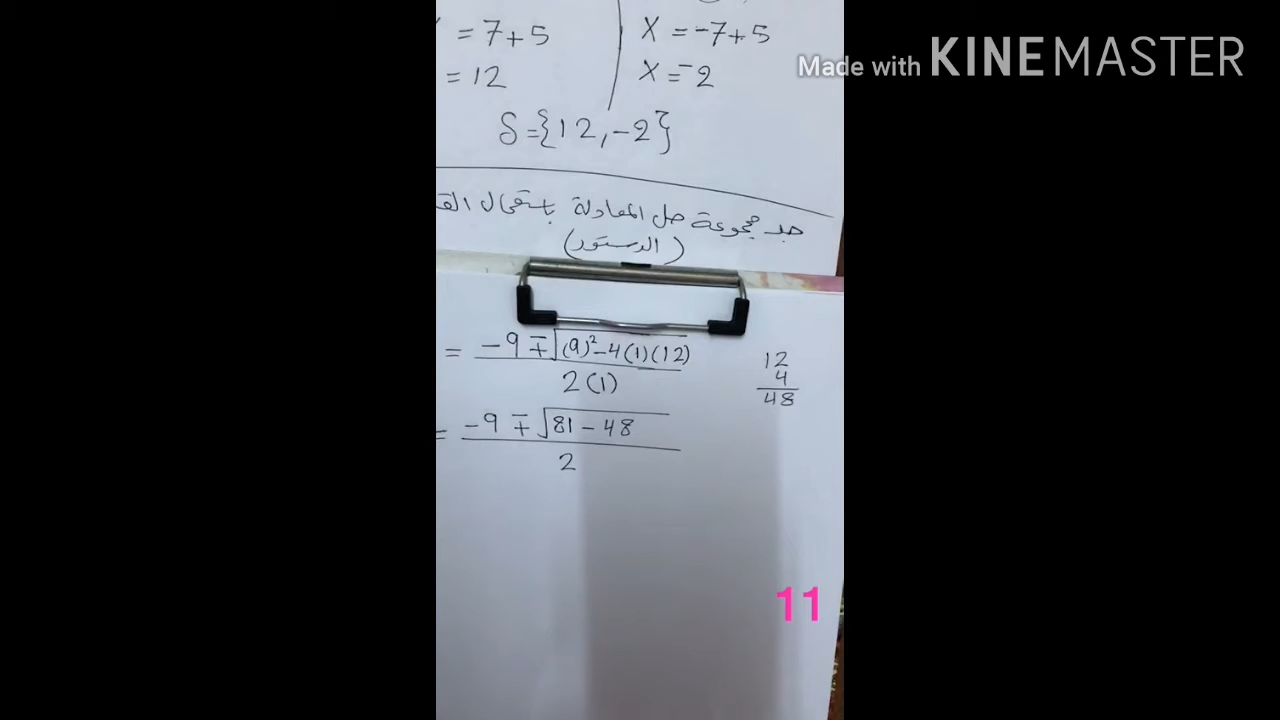 Made with KINEMASTER
= 7+5
X = -7+5
= 12
X = -2
S={12,-2}
جد مجموعة حل المعادلة باستعمال
(الدستور)
= -9 ∓ √(9)²-4(1)(12)
2(1)
12
4
48
= -9 ∓ √81-48
2
11